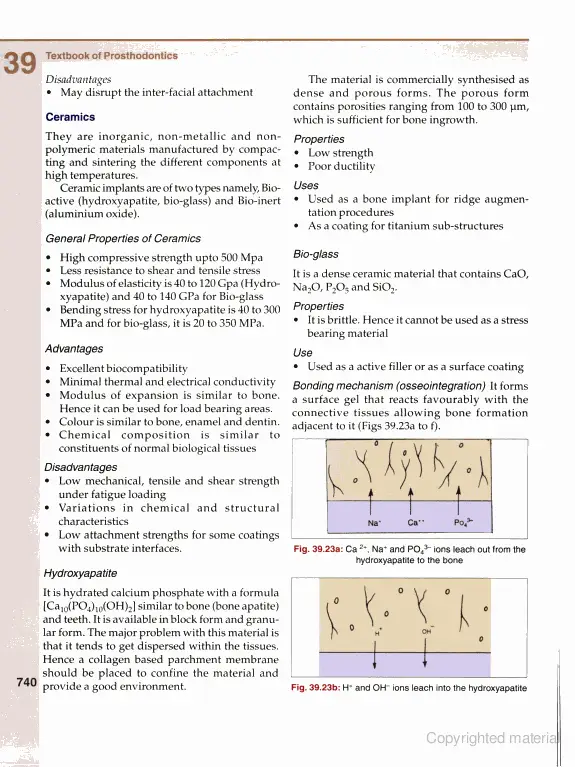 39
Textbook of Prosthodontics
Disadvantages
• May disrupt the inter-facial attachment
Ceramics
They are inorganic, non-metallic and non-
polymeric materials manufactured by compac-
ting and sintering the different components at
high temperatures.
Ceramic implants are of two types namely, Bio-
active (hydroxyapatite, bio-glass) and Bio-inert
(aluminium oxide).
General Properties of Ceramics
• High compressive strength upto 500 Mpa
• Less resistance to shear and tensile stress
• Modulus of elasticity is 40 to 120 Gpa (Hydro-
xyapatite) and 40 to 140 GPa for Bio-glass
• Bending stress for hydroxyapatite is 40 to 300
MPa and for bio-glass, it is 20 to 350 MPa.
Advantages
• Excellent biocompatibility
• Minimal thermal and electrical conductivity
• Modulus of expansion is similar to bone.
Hence it can be used for load bearing areas.
• Colour is similar to bone, enamel and dentin.
• Chemical composition is similar to
constituents of normal biological tissues
Disadvantages
• Low mechanical, tensile and shear strength
under fatigue loading
• Variations in chemical and structural
characteristics
• Low attachment strengths for some coatings
with substrate interfaces.
Hydroxyapatite
It is hydrated calcium phosphate with a formula
[Ca₁₀(PO₄)₁₀(OH)₂] similar to bone (bone apatite)
and teeth. It is available in block form and granu-
lar form. The major problem with this material is
that it tends to get dispersed within the tissues.
Hence a collagen based parchment membrane
should be placed to confine the material and
provide a good environment.
740
The material is commercially synthesised as
dense and porous forms. The porous form
contains porosities ranging from 100 to 300 µm,
which is sufficient for bone ingrowth.
Properties
• Low strength
• Poor ductility
Uses
• Used as a bone implant for ridge augmen-
tation procedures
• As a coating for titanium sub-structures
Bio-glass
It is a dense ceramic material that contains CaO,
Na₂O, P₂O₅ and SiO₂.
Properties
• It is brittle. Hence it cannot be used as a stress
bearing material
Use
• Used as a active filler or as a surface coating
Bonding mechanism (osseointegration) It forms
a surface gel that reacts favourably with the
connective tissues allowing bone formation
adjacent to it (Figs 39.23a to f).
Na⁺ Ca⁺⁺ Po₄³⁻
Fig. 39.23a: Ca ²⁺, Na⁺ and PO₄³⁻ ions leach out from the
hydroxyapatite to the bone
H⁺ OH⁻
Fig. 39.23b: H⁺ and OH⁻ ions leach into the hydroxyapatite
Copyrighted material